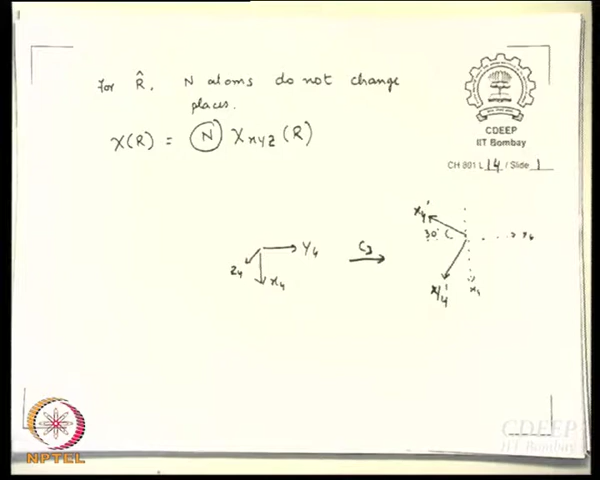 For R̂, N atoms do not change
places.
χ(R) = N χxyz (R)
CDEEP
IIT Bombay
CH 801 L 14 / Slide 1
Y4
Z4
X4
C3
X4'
30°
Y4
X4'
X4
NPTEL
CDEEP
IIT Bombay